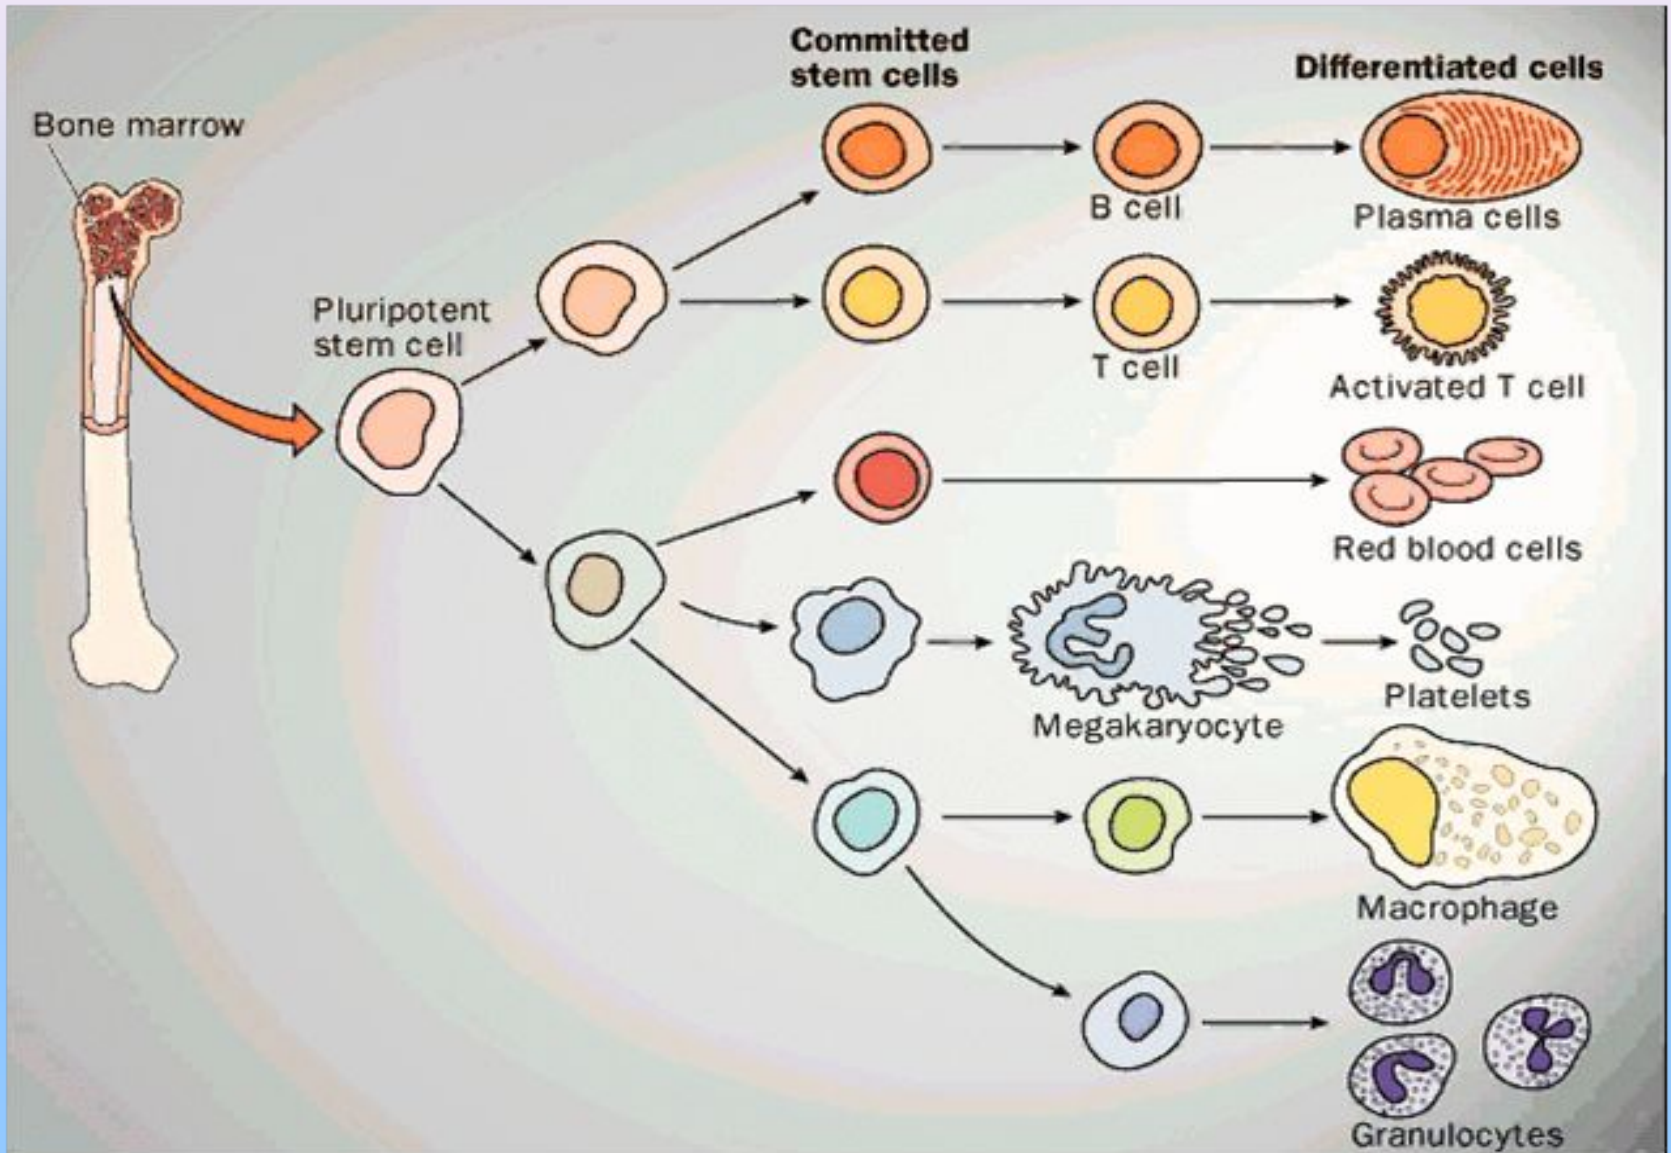 Committed
stem cells
Differentiated cells
Bone marrow
B cell
Plasma cells
Pluripotent
stem cell
T cell
Activated T cell
Red blood cells
Platelets
Megakaryocyte
Macrophage
Granulocytes